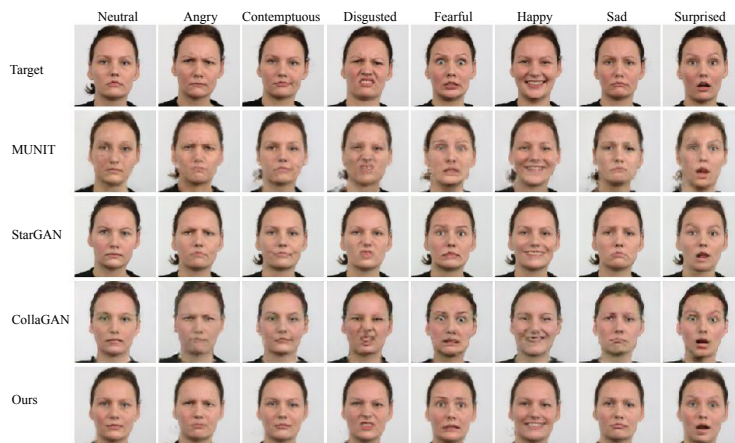 Neutral Angry Contemptuous Disgusted Fearful Happy Sad Surprised
Target
MUNIT
StarGAN
CollaGAN
Ours